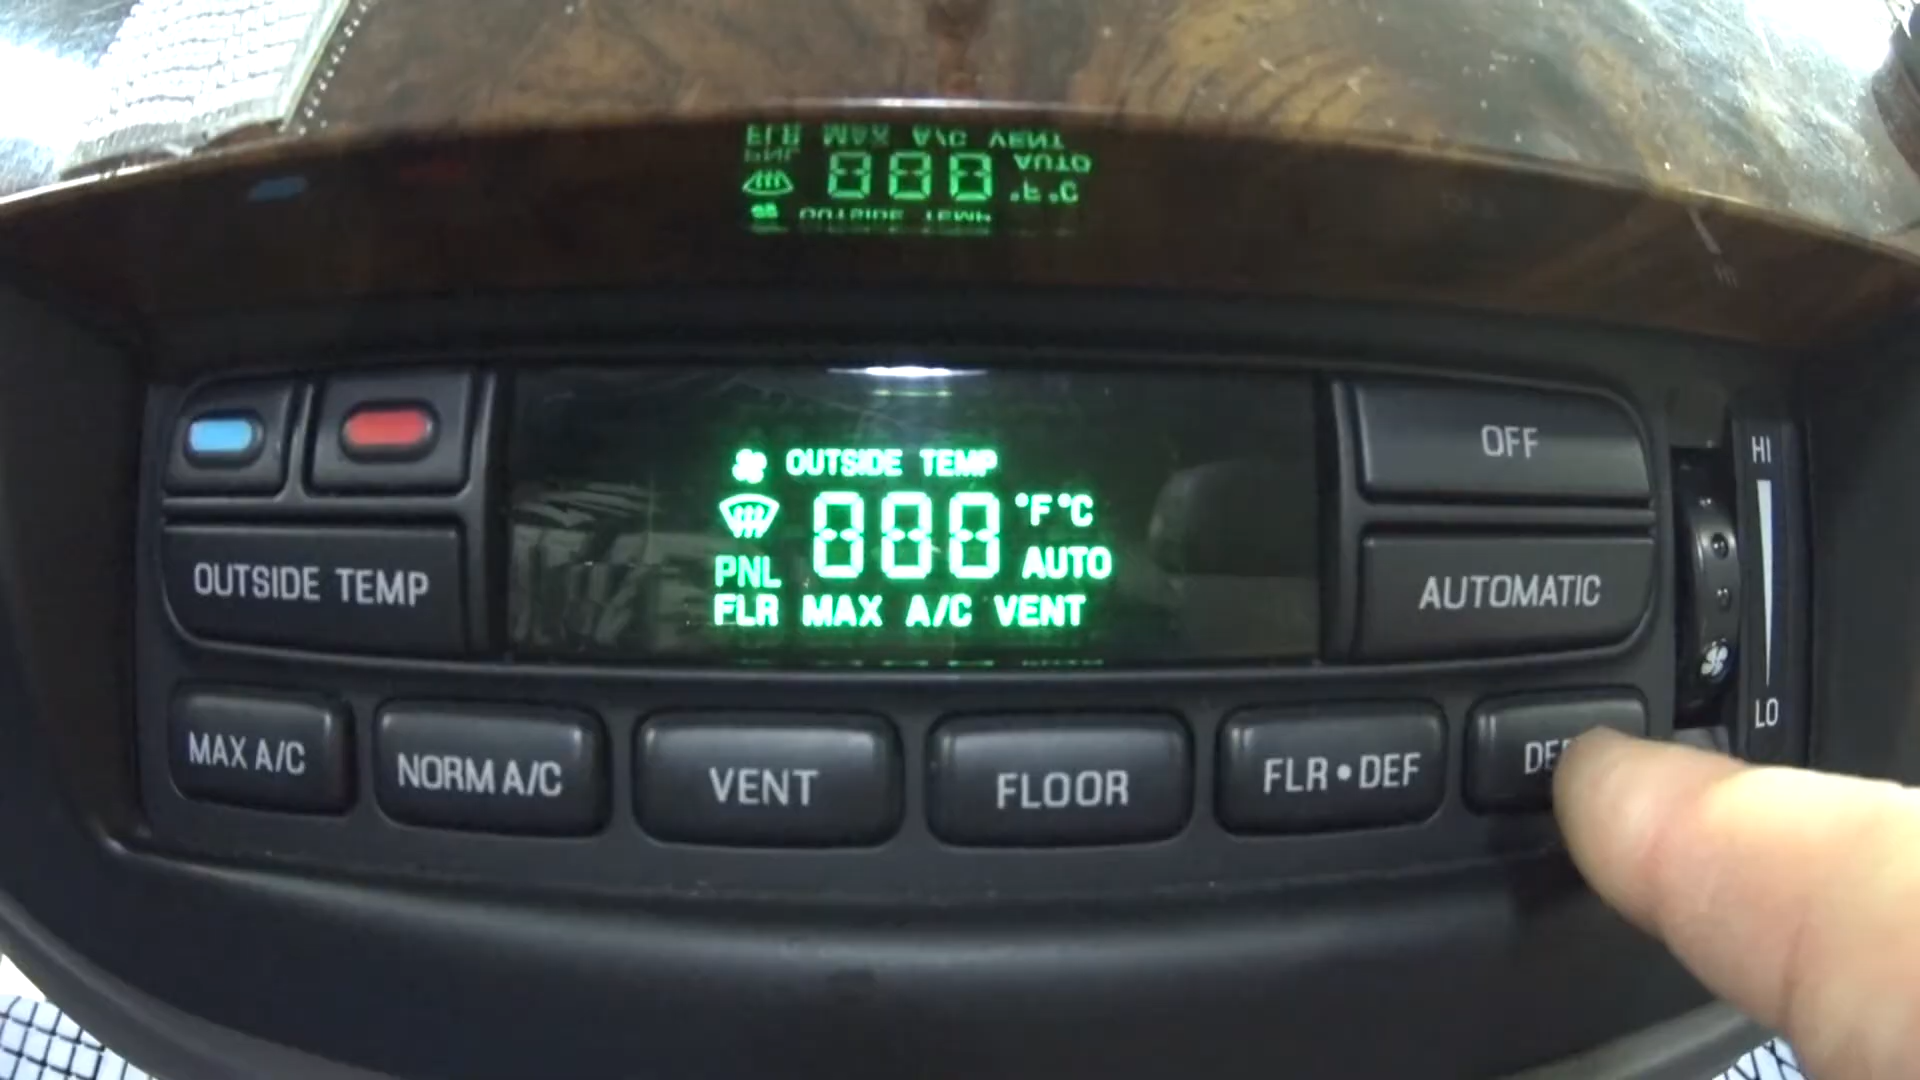 OUTSIDE TEMP
888 °F °C
PNL AUTO
FLR MAX A/C VENT
OFF
HI
OUTSIDE TEMP
AUTOMATIC
LO
MAX A/C
NORM A/C
VENT
FLOOR
FLR•DEF
DEF